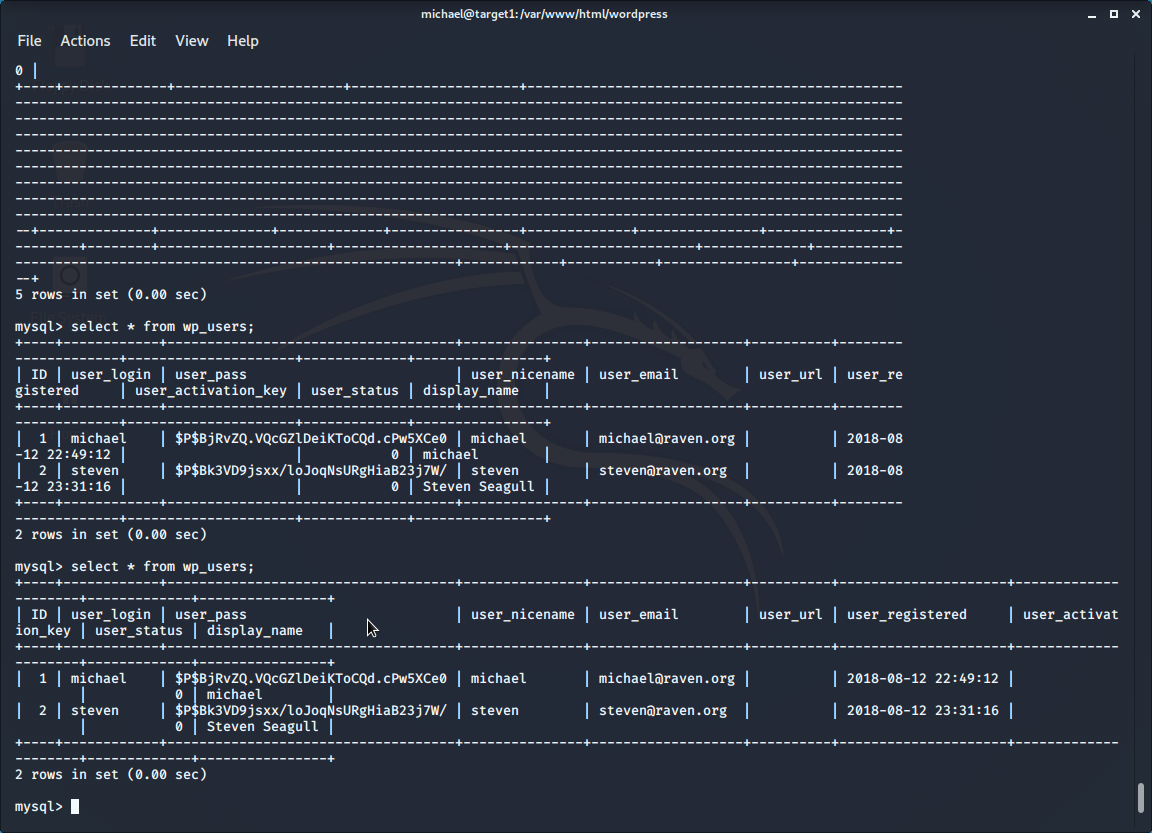 michael@target1:/var/www/html/wordpress
File Actions Edit View Help
0 |
5 rows in set (0.00 sec)
mysql> select * from wp_users;
| ID | user_login | user_pass | user_nicename | user_email | user_url | user_re
gistered | user_activation_key | user_status | display_name |
| 1 | michael | $P$BjRvZQ.VQcGZlDeiKToCQd.cPw5XCe0 | michael | michael@raven.org | | 2018-08
-12 22:49:12 | | 0 | michael |
| 2 | steven | $P$Bk3VD9jsxx/loJoqNsURgHiaB23j7W/ | steven | steven@raven.org | | 2018-08
-12 23:31:16 | | 0 | Steven Seagull |
2 rows in set (0.00 sec)
mysql> select * from wp_users;
| ID | user_login | user_pass | user_nicename | user_email | user_url | user_registered | user_activat
ion_key | user_status | display_name |
| 1 | michael | $P$BjRvZQ.VQcGZlDeiKToCQd.cPw5XCe0 | michael | michael@raven.org | | 2018-08-12 22:49:12 |
| 0 | michael |
| 2 | steven | $P$Bk3VD9jsxx/loJoqNsURgHiaB23j7W/ | steven | steven@raven.org | | 2018-08-12 23:31:16 |
| 0 | Steven Seagull |
2 rows in set (0.00 sec)
mysql>